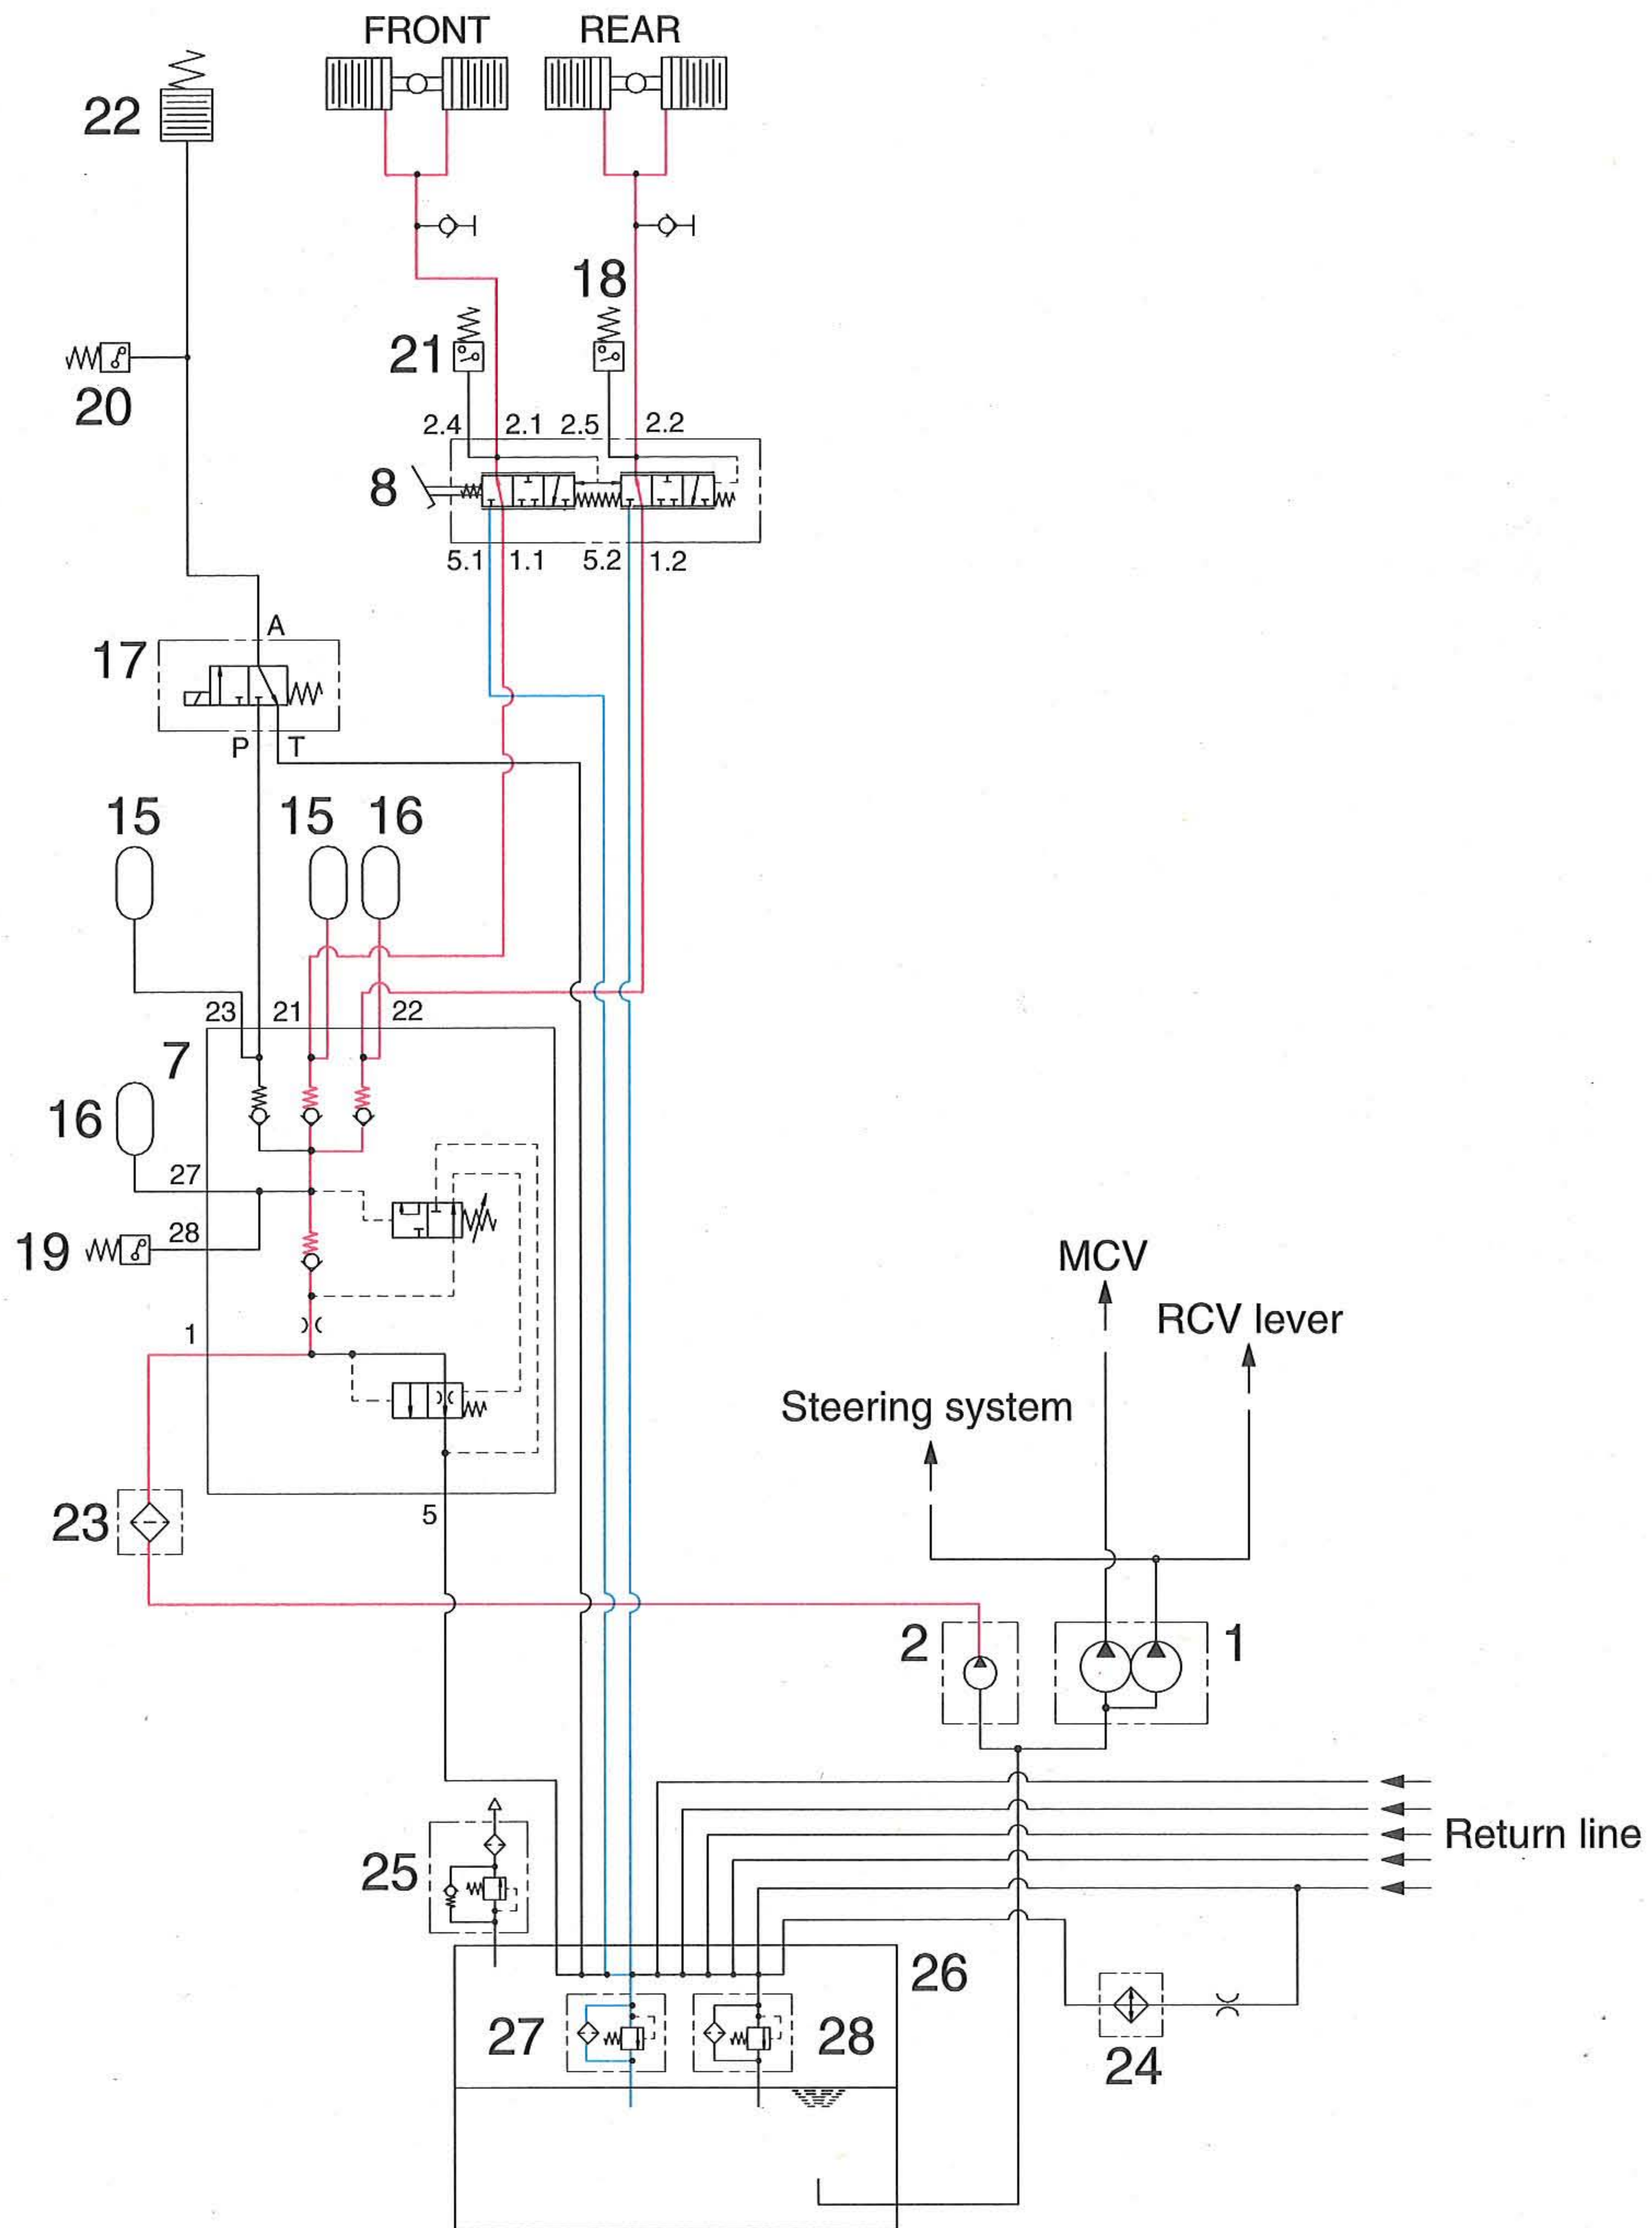 FRONT REAR
22
18
21
20
2.4 2.1 2.5 2.2
8
5.1 1.1 5.2 1.2
A
17
P T
15 15 16
23 21 22
7
16
27
28
19
MCV
RCV lever
1
Steering system
23
5
2 1
Return line
25
26
27 28
24